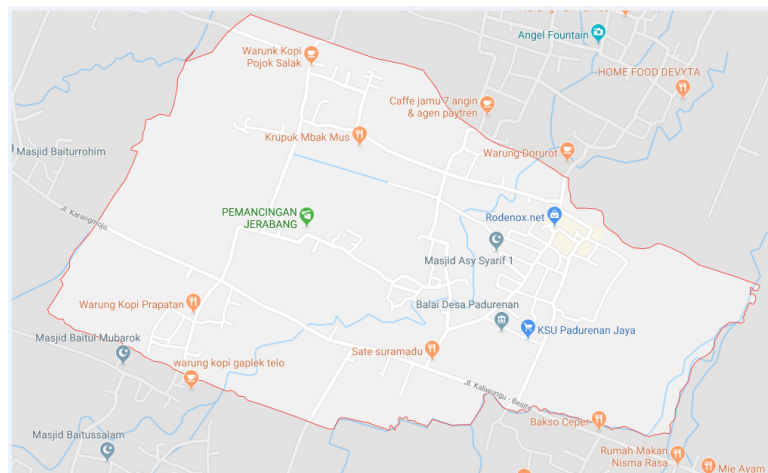 Angel Fountain
Warunk Kopi
Pojok Salak
HOME FOOD DEVYTA
Caffe jamu 7 angin
& agen paytren
Krupuk Mbak Mus
Warung Dorurot
Masjid Baiturrohim
PEMANCINGAN
JERABANG
Rodenox.net
Jl. Karangmojo
Masjid Asy Syarif 1
Warung Kopi Prapatan
Balai Desa Padurenan
KSU Padurenan Jaya
Masjid Baitul Mubarok
Sate suramadu
warung kopi gaplek telo
Jl. Kaliwungu - Besito
Bakso Ceper
Masjid Baitussalam
Rumah Makan
Nisma Rasa
Mie Ayam